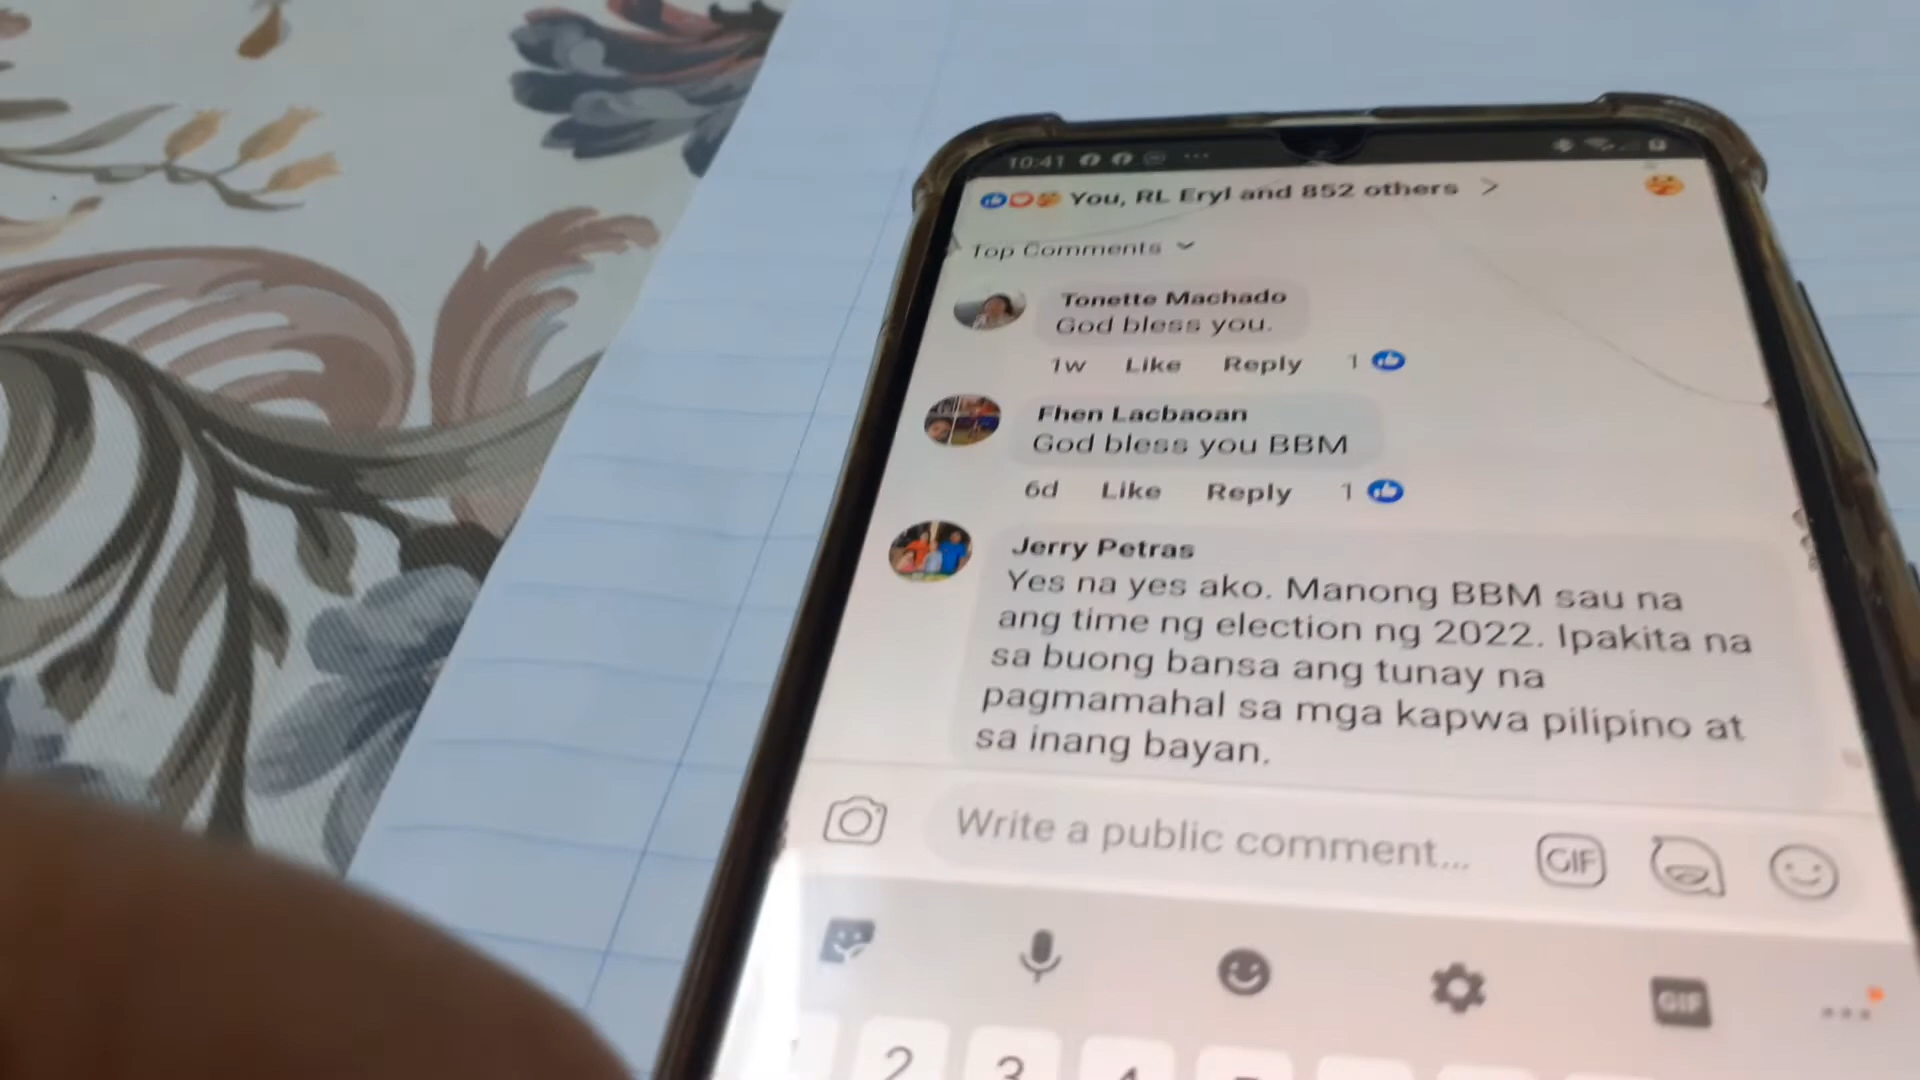 10:41
You, RL Eryl and 852 others
Top Comments
Tonette Machado
God bless you.
1w Like Reply 1
Fhen Lacbaoan
God bless you BBM
6d Like Reply 1
Jerry Petras
Yes na yes ako. Manong BBM sau na
ang time ng election ng 2022. Ipakita na
sa buong bansa ang tunay na
pagmamahal sa mga kapwa pilipino at
sa inang bayan.
Write a public comment...
GIF
GIF
2 3